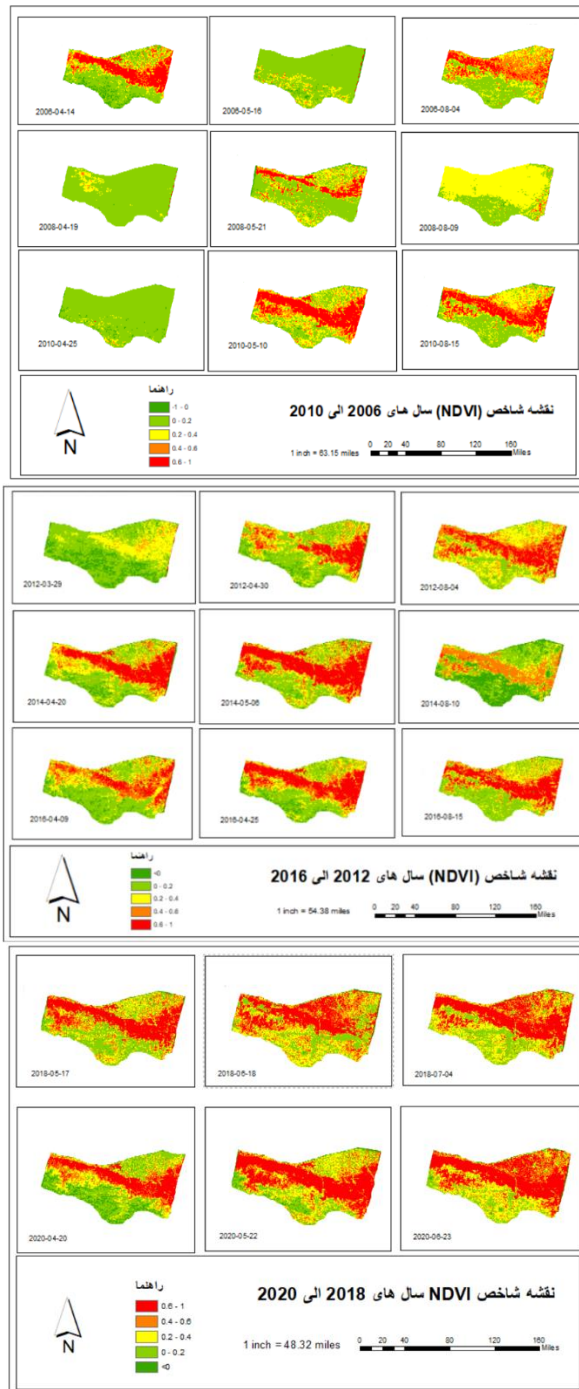 2006-04-14
2006-05-16
2006-08-04
2008-04-19
2008-05-21
2008-08-09
2010-04-25
2010-05-10
2010-08-15
N
راهنما
-1 - 0
0 - 0.2
0.2 - 0.4
0.4 - 0.6
0.6 - 1
نقشه شاخص (NDVI) سال های 2006 الی 2010
1 inch = 63.15 miles
0 20 40 80 120 160
Miles
2012-03-29
2012-04-30
2012-08-04
2014-04-20
2014-05-06
2014-08-10
2016-04-09
2016-04-25
2016-08-15
N
راهنما
<0
0 - 0.2
0.2 - 0.4
0.4 - 0.6
0.6 - 1
نقشه شاخص (NDVI) سال های 2012 الی 2016
1 inch = 54.38 miles
0 20 40 80 120 160
Miles
2018-05-17
2018-06-18
2018-07-04
2020-04-20
2020-05-22
2020-06-23
N
راهنما
0.6 - 1
0.4 - 0.6
0.2 - 0.4
0 - 0.2
<0
نقشه شاخص NDVI سال های 2018 الی 2020
1 inch = 48.32 miles
0 20 40 80 120 160
Miles